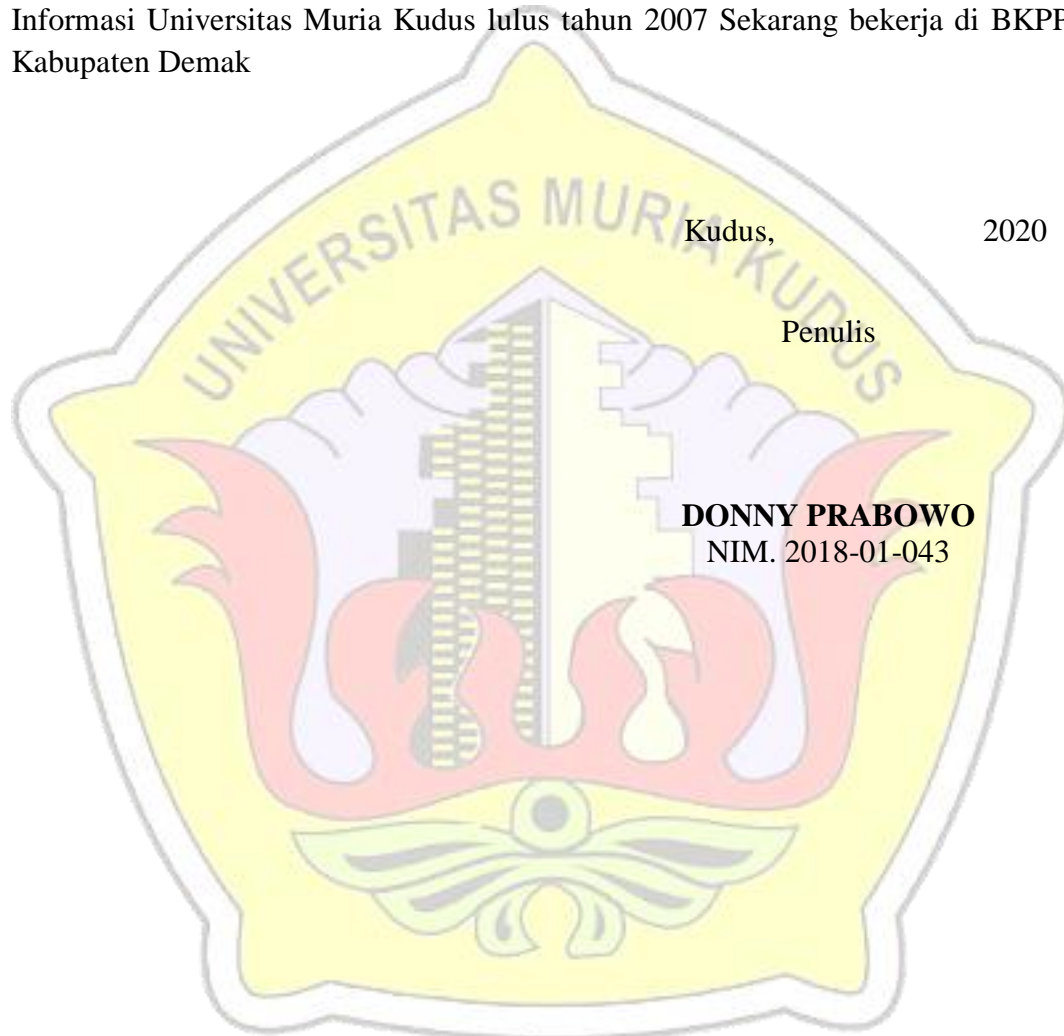 Informasi Universitas Muria Kudus lulus tahun 2007 Sekarang bekerja di BKPP
Kabupaten Demak
UNIVERSITAS MURIA KUDUS
Kudus, 2020
Penulis
DONNY PRABOWO
NIM. 2018-01-043